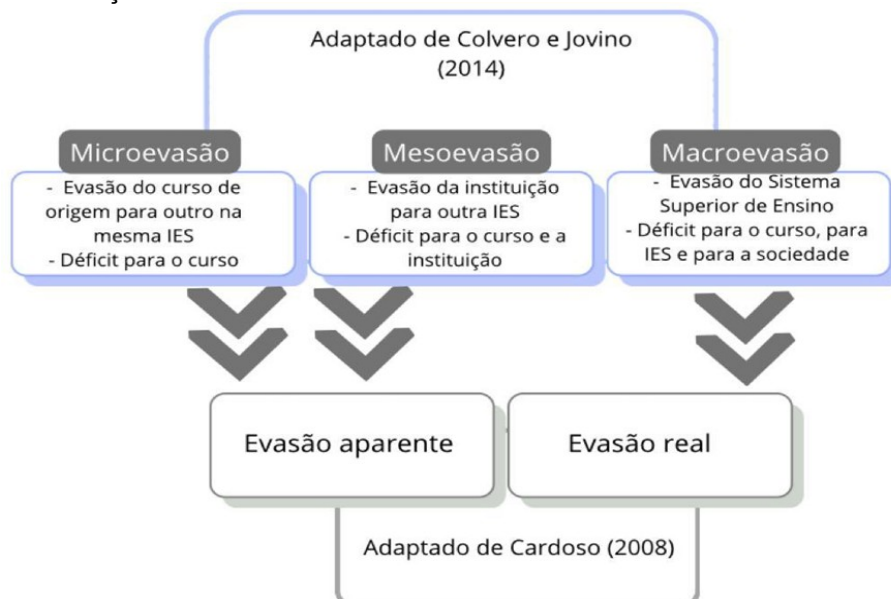 Adaptado de Colvero e Jovino
(2014)
Microevasão
- Evasão do curso de
origem para outro na
mesma IES
- Déficit para o curso
Mesoevasão
- Evasão da instituição
para outra IES
- Déficit para o curso e a
instituição
Macroevasão
- Evasão do Sistema
Superior de Ensino
- Déficit para o curso, para
IES e para a sociedade
Evasão aparente
Evasão real
Adaptado de Cardoso (2008)